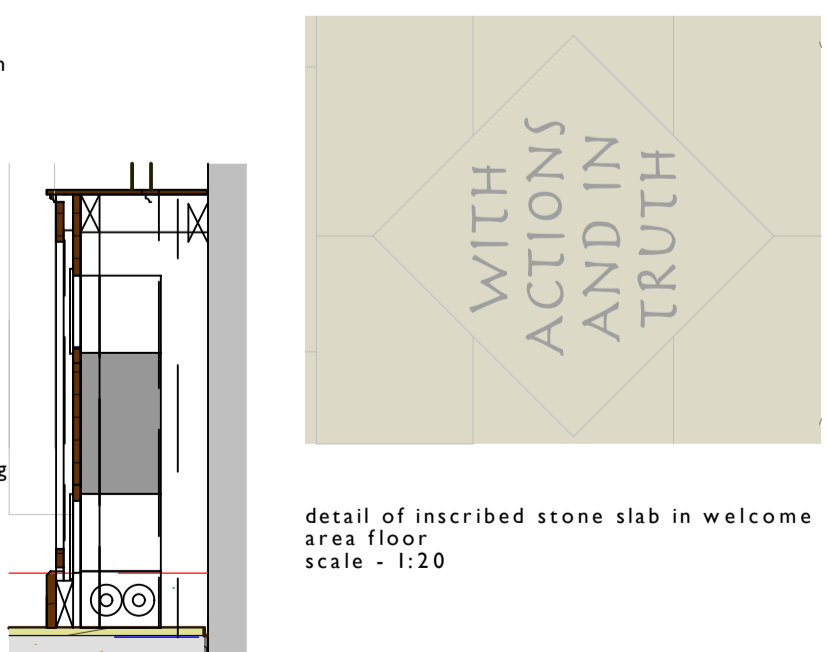 WITH
ACTIONS
AND IN
TRUTH
detail of inscribed stone slab in welcome
area floor
scale - 1:20